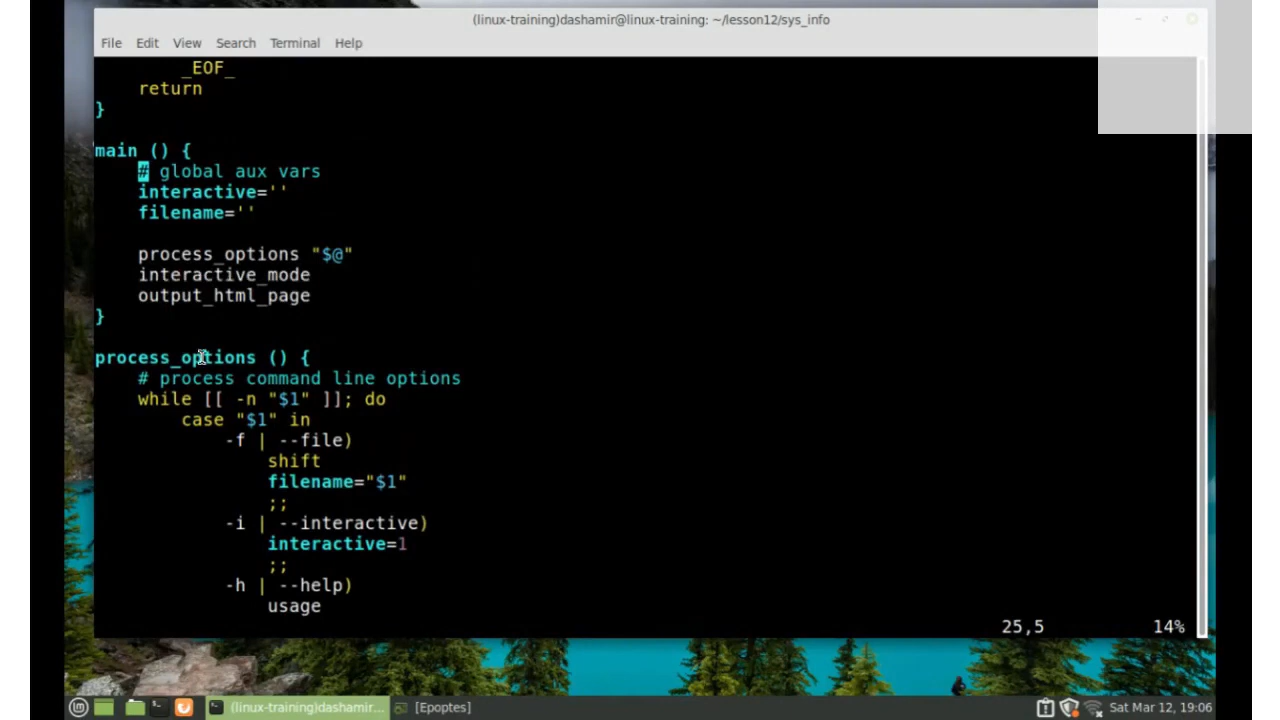 (linux-training)dashamir@linux-training: ~/lesson12/sys_info
File Edit View Search Terminal Help
_EOF_
return
}
main () {
# global aux vars
interactive=''
filename=''
process_options "$@"
interactive_mode
output_html_page
}
process_options () {
# process command line options
while [[ -n "$1" ]]; do
case "$1" in
-f | --file)
shift
filename="$1"
;;
-i | --interactive)
interactive=1
;;
-h | --help)
usage
25,5 14%
(linux-training)dashamir... [Epoptes] Sat Mar 12, 19:06